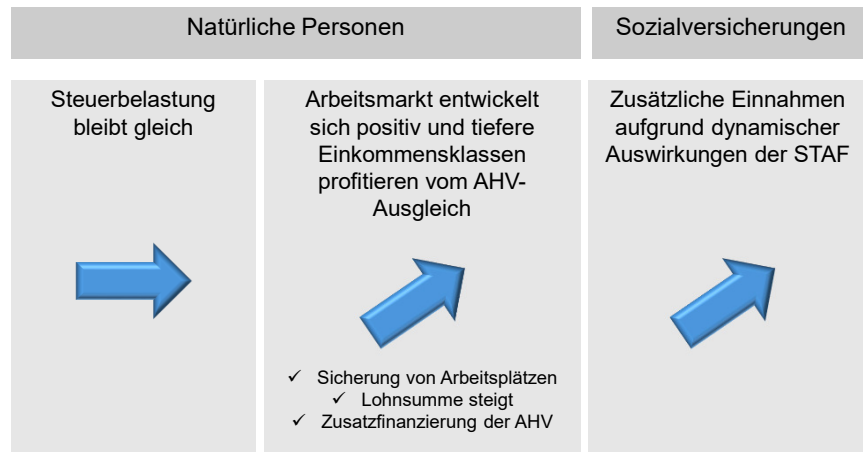 Natürliche Personen
Sozialversicherungen
Steuerbelastung
bleibt gleich
Arbeitsmarkt entwickelt
sich positiv und tiefere
Einkommensklassen
profitieren vom AHV-
Ausgleich
✓ Sicherung von Arbeitsplätzen
✓ Lohnsumme steigt
✓ Zusatzfinanzierung der AHV
Zusätzliche Einnahmen
aufgrund dynamischer
Auswirkungen der STAF